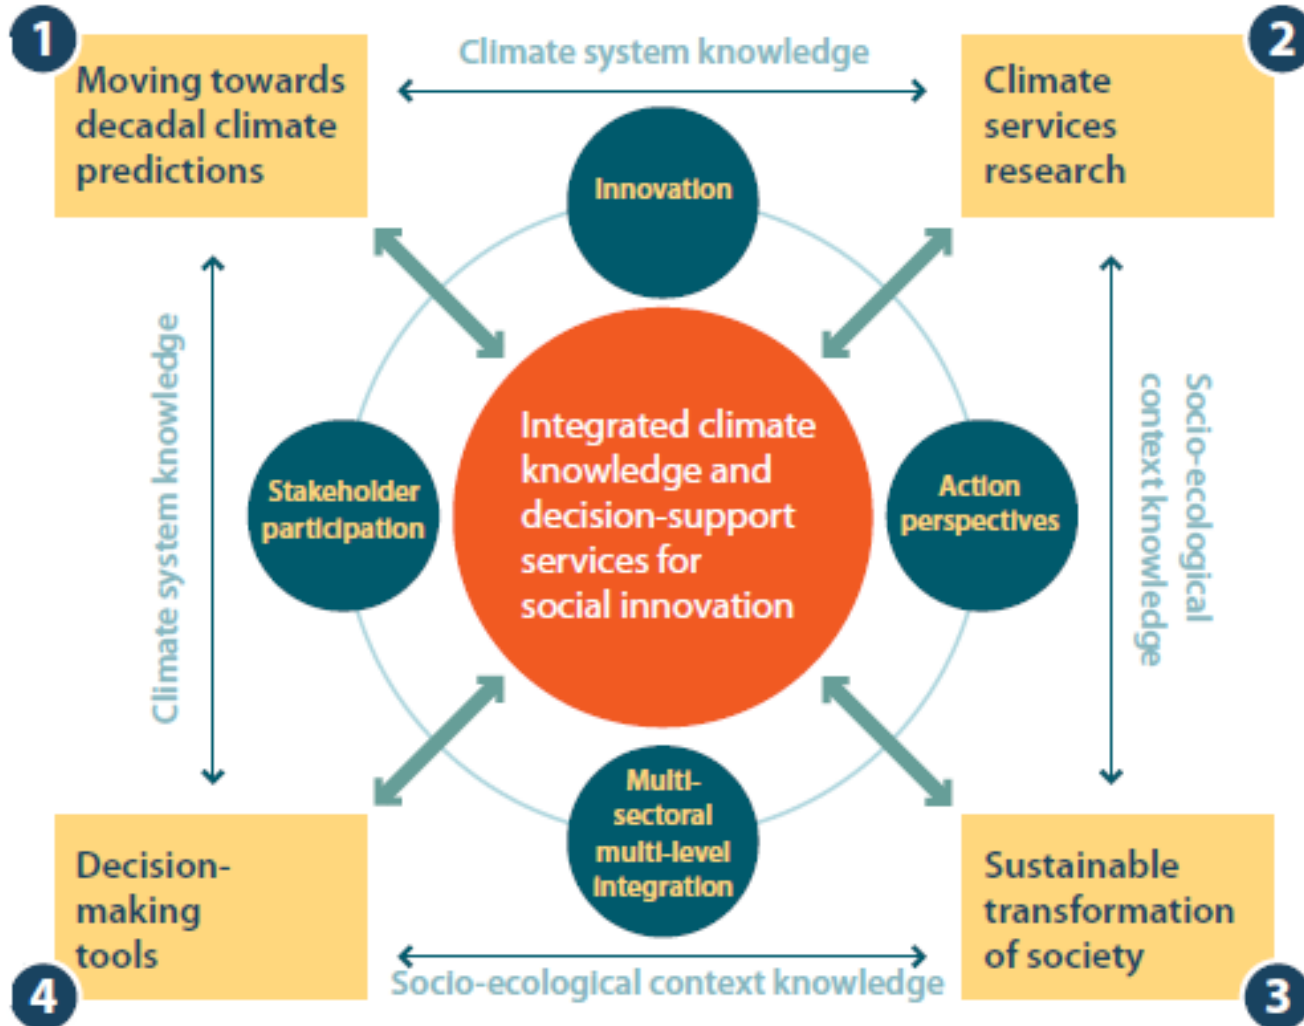 1
Moving towards
decadal climate
predictions
Climate system knowledge
2
Climate
services
research
Innovation
Climate system knowledge
Stakeholder
participation
Integrated climate
knowledge and
decision-support
services for
social innovation
Action
perspectives
Socio-ecological
context knowledge
Multi-
sectoral
multi-level
integration
Decision-
making
tools
4
Socio-ecological context knowledge
Sustainable
transformation
of society
3